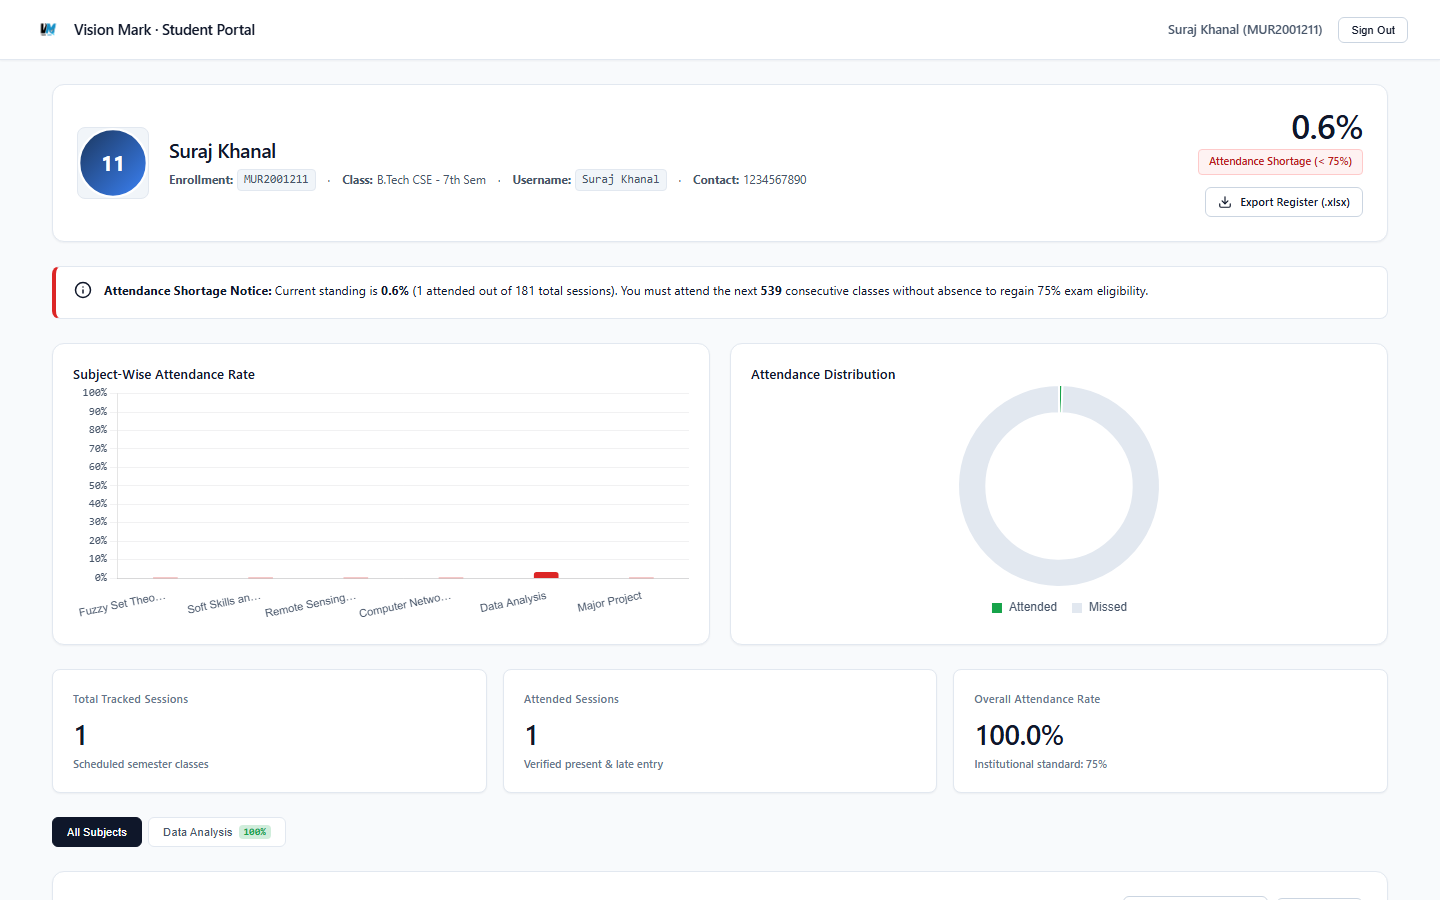 Vision Mark · Student Portal
Suraj Khanal (MUR2001211)
Sign Out
11
Suraj Khanal
Enrollment: MUR2001211 · Class: B.Tech CSE - 7th Sem · Username: Suraj Khanal · Contact: 1234567890
0.6%
Attendance Shortage (< 75%)
Export Register (.xlsx)
Attendance Shortage Notice: Current standing is 0.6% (1 attended out of 181 total sessions). You must attend the next 539 consecutive classes without absence to regain 75% exam eligibility.
Subject-Wise Attendance Rate
100%
90%
80%
70%
60%
50%
40%
30%
20%
10%
0%
Fuzzy Set Theo...
Soft Skills an...
Remote Sensing...
Computer Netwo...
Data Analysis
Major Project
Attendance Distribution
Attended
Missed
Total Tracked Sessions
1
Scheduled semester classes
Attended Sessions
1
Verified present & late entry
Overall Attendance Rate
100.0%
Institutional standard: 75%
All Subjects
Data Analysis 100%